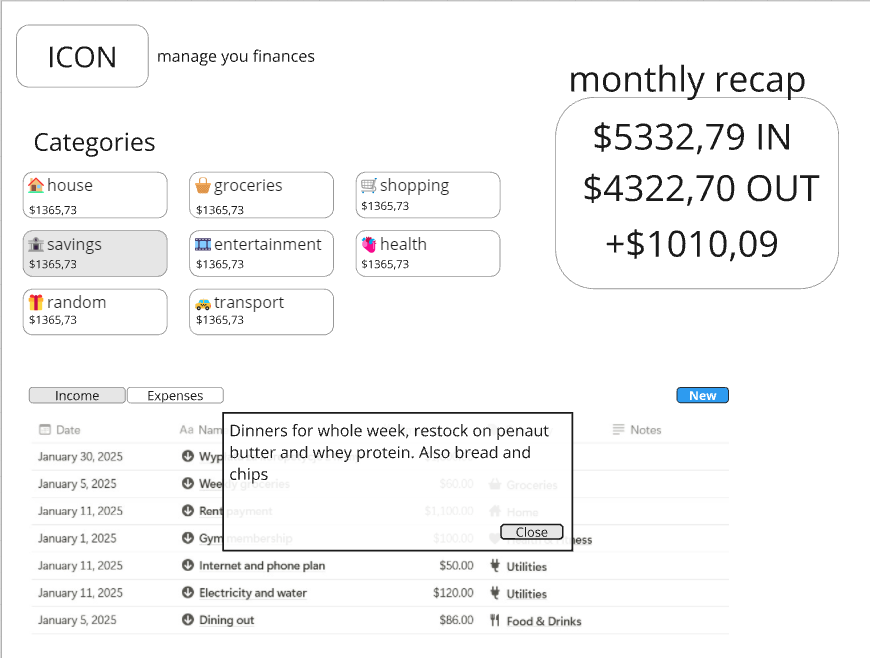 ICON
manage you finances
monthly recap
$5332,79 IN
$4322,70 OUT
+$1010,09
Categories
house
$1365,73
groceries
$1365,73
shopping
$1365,73
savings
$1365,73
entertainment
$1365,73
health
$1365,73
random
$1365,73
transport
$1365,73
Income Expenses New
Date Aa Nam Notes
Dinners for whole week, restock on penaut
butter and whey protein. Also bread and
chips
Close
January 30, 2025 Wyp
January 5, 2025 Weekly groceries $60.00 Groceries
January 11, 2025 Rent payment $1,100.00 Home
January 1, 2025 Gym membership $100.00 Health & Fitness
January 11, 2025 Internet and phone plan $50.00 Utilities
January 11, 2025 Electricity and water $120.00 Utilities
January 5, 2025 Dining out $86.00 Food & Drinks